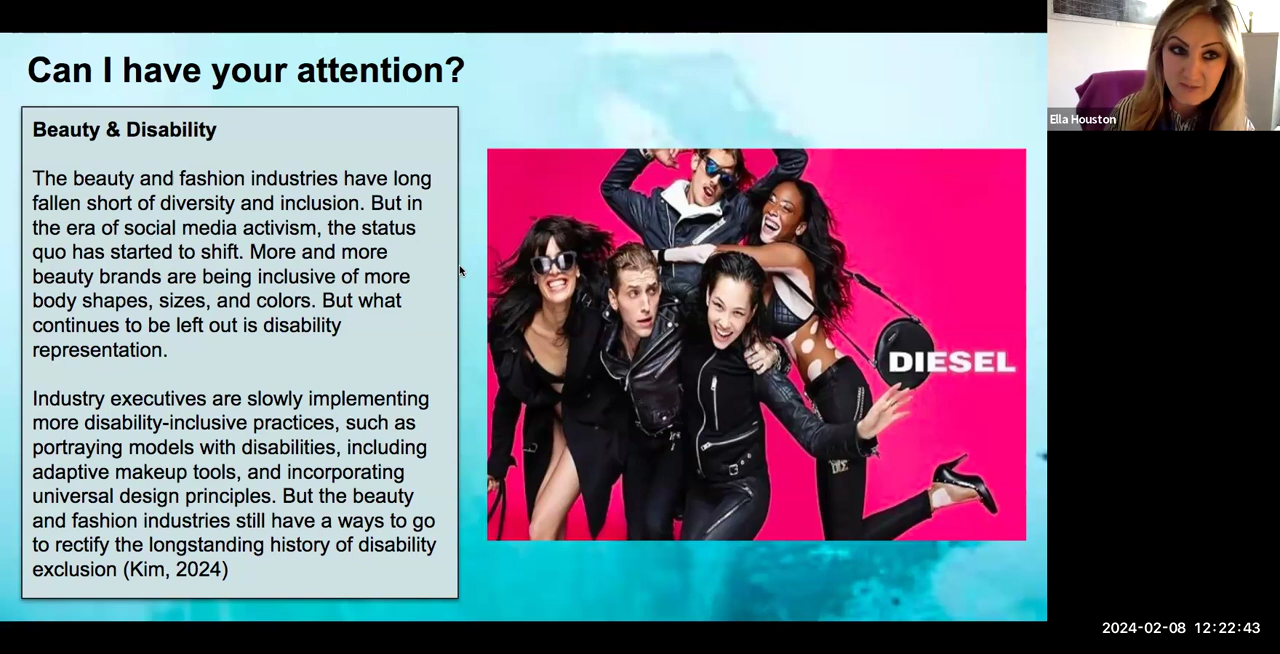 Can I have your attention?
Beauty & Disability
The beauty and fashion industries have long
fallen short of diversity and inclusion. But in
the era of social media activism, the status
quo has started to shift. More and more
beauty brands are being inclusive of more
body shapes, sizes, and colors. But what
continues to be left out is disability
representation.
Industry executives are slowly implementing
more disability-inclusive practices, such as
portraying models with disabilities, including
adaptive makeup tools, and incorporating
universal design principles. But the beauty
and fashion industries still have a ways to go
to rectify the longstanding history of disability
exclusion (Kim, 2024)
DIESEL
Ella Houston
2024-02-08 12:22:43